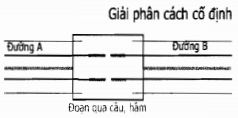 Giải phân cách cố định
Đường A
Đường B
Đoạn qua cầu, hầm